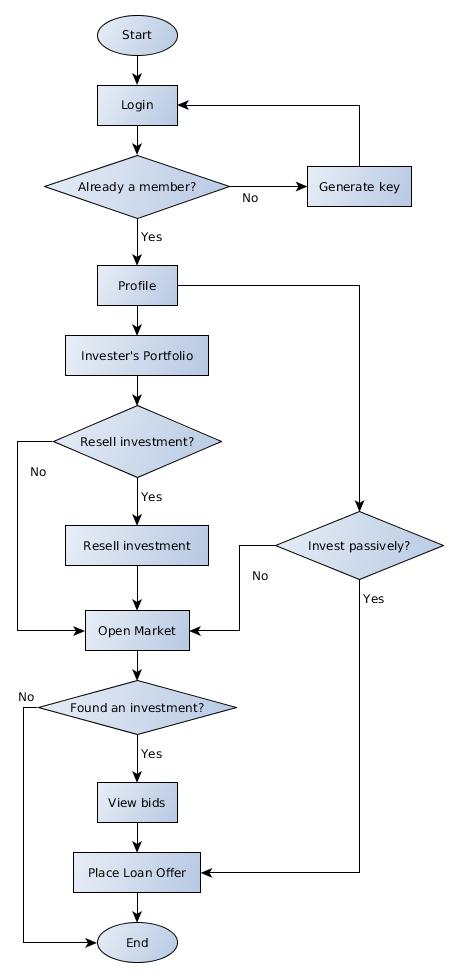 Start
Login
Already a member?
No
Generate key
Yes
Profile
Invester's Portfolio
Resell investment?
No
Yes
Resell investment
Invest passively?
No
Yes
Open Market
No
Found an investment?
Yes
View bids
Place Loan Offer
End